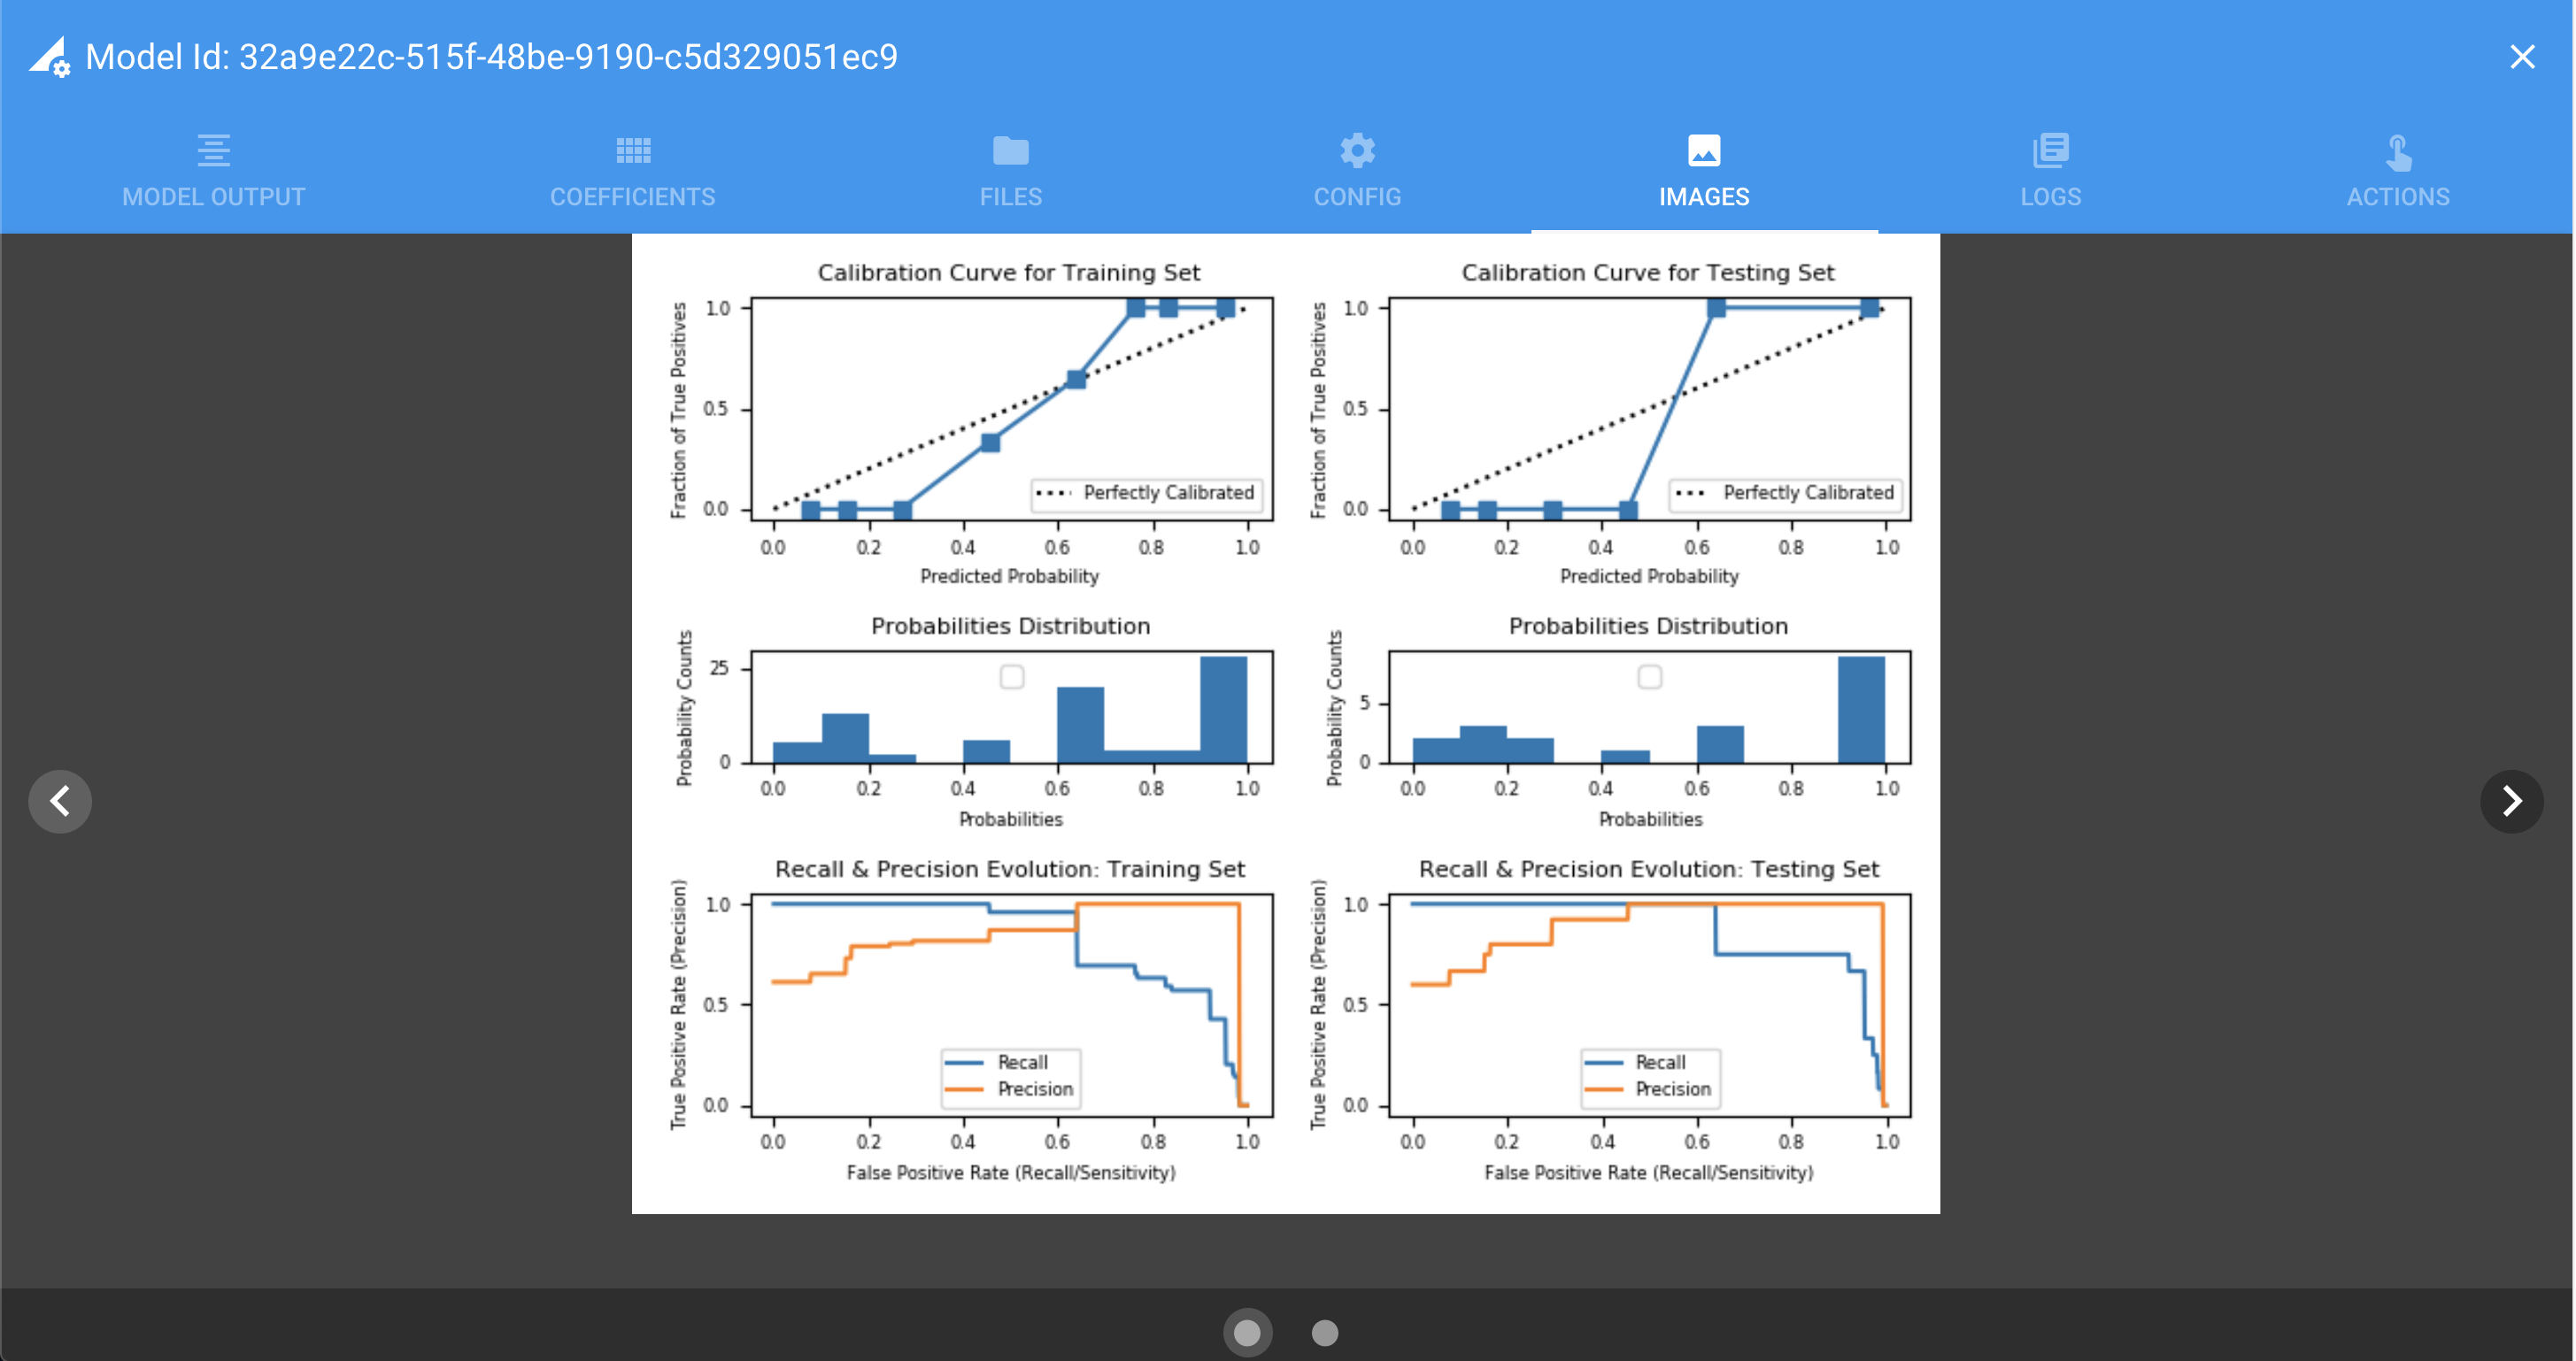 Model Id: 32a9e22c-515f-48be-9190-c5d329051ec9
MODEL OUTPUT
COEFFICIENTS
FILES
CONFIG
IMAGES
LOGS
ACTIONS
Calibration Curve for Training Set
Fraction of True Positives
1.0
0.5
0.0
Perfectly Calibrated
0.0 0.2 0.4 0.6 0.8 1.0
Predicted Probability
Calibration Curve for Testing Set
Fraction of True Positives
1.0
0.5
0.0
Perfectly Calibrated
0.0 0.2 0.4 0.6 0.8 1.0
Predicted Probability
Probabilities Distribution
Probability Counts
25
0
0.0 0.2 0.4 0.6 0.8 1.0
Probabilities
Probabilities Distribution
Probability Counts
5
0
0.0 0.2 0.4 0.6 0.8 1.0
Probabilities
Recall & Precision Evolution: Training Set
True Positive Rate (Precision)
1.0
0.5
0.0
Recall
Precision
0.0 0.2 0.4 0.6 0.8 1.0
False Positive Rate (Recall/Sensitivity)
Recall & Precision Evolution: Testing Set
True Positive Rate (Precision)
1.0
0.5
0.0
Recall
Precision
0.0 0.2 0.4 0.6 0.8 1.0
False Positive Rate (Recall/Sensitivity)